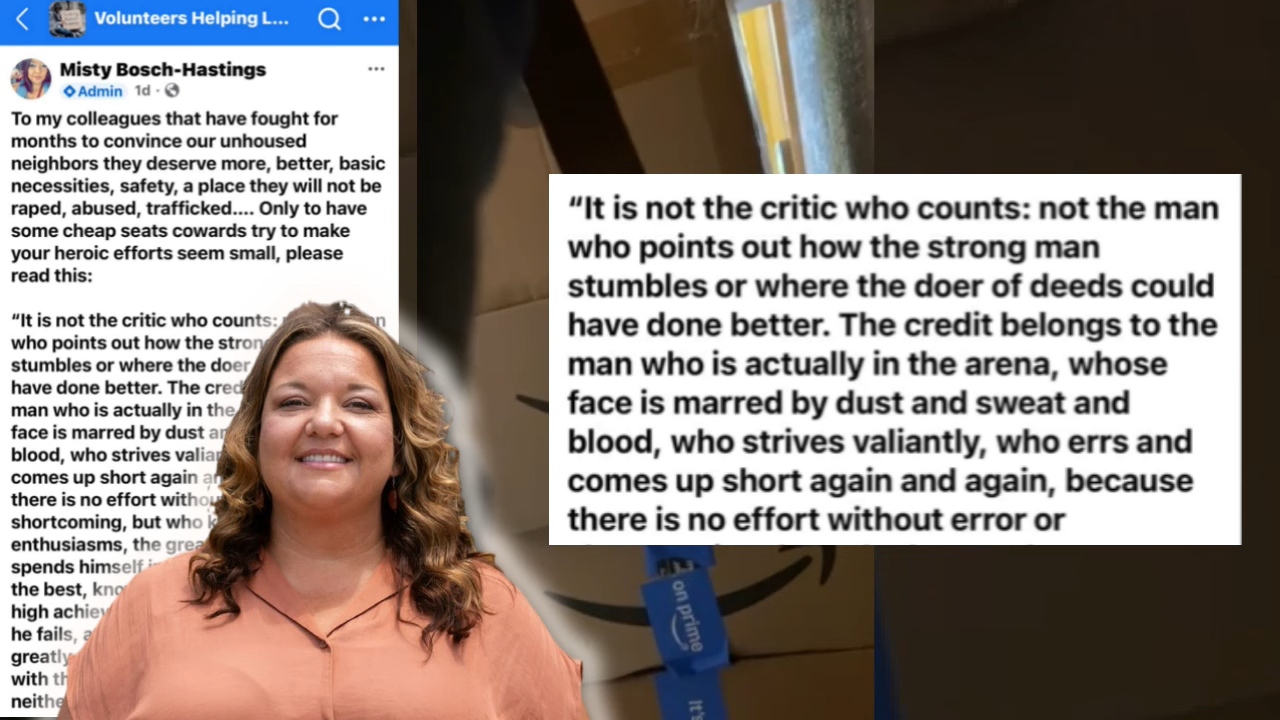 Volunteers Helping L...
Misty Bosch-Hastings
Admin 1d
To my colleagues that have fought for
months to convince our unhoused
neighbors they deserve more, better, basic
necessities, safety, a place they will not be
raped, abused, trafficked.... Only to have
some cheap seats cowards try to make
your heroic efforts seem small, please
read this:
“It is not the critic who counts:
who points out how the stron
stumbles or where the doer
have done better. The cred
man who is actually in the
face is marred by dust an
blood, who strives valian
comes up short again an
there is no effort withou
shortcoming, but who k
enthusiasms, the grea
spends himself i
the best, kno
high achiev
he fails, a
greatly
with th
neithe
“It is not the critic who counts: not the man
who points out how the strong man
stumbles or where the doer of deeds could
have done better. The credit belongs to the
man who is actually in the arena, whose
face is marred by dust and sweat and
blood, who strives valiantly, who errs and
comes up short again and again, because
there is no effort without error or
on prime
It's